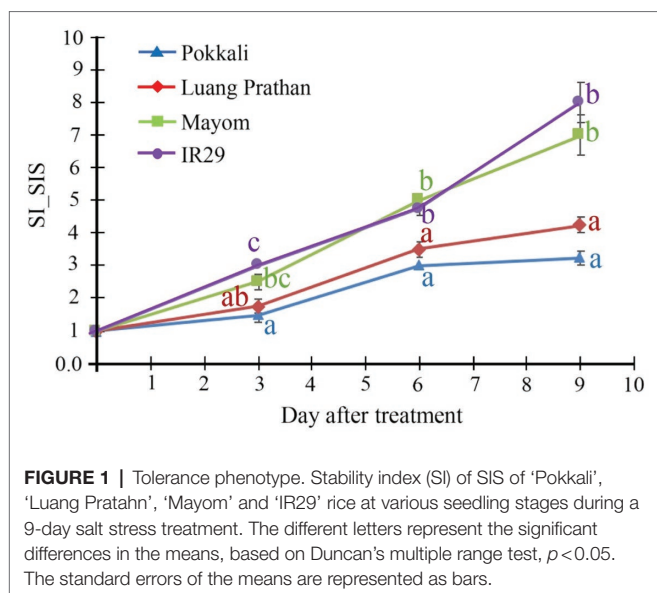 10
9
8
7
6
5
4
3
2
1
0.0
SI_SIS
Pokkali
Luang Prathan
Mayom
IR29
c
bc
ab
a
b
b
a
a
b
b
a
a
1 2 3 4 5 6 7 8 9 10
Day after treatment
FIGURE 1 | Tolerance phenotype. Stability index (SI) of SIS of ‘Pokkali’,
‘Luang Pratahn’, ‘Mayom’ and ‘IR29’ rice at various seedling stages during a
9-day salt stress treatment. The different letters represent the significant
differences in the means, based on Duncan’s multiple range test, p<0.05.
The standard errors of the means are represented as bars.